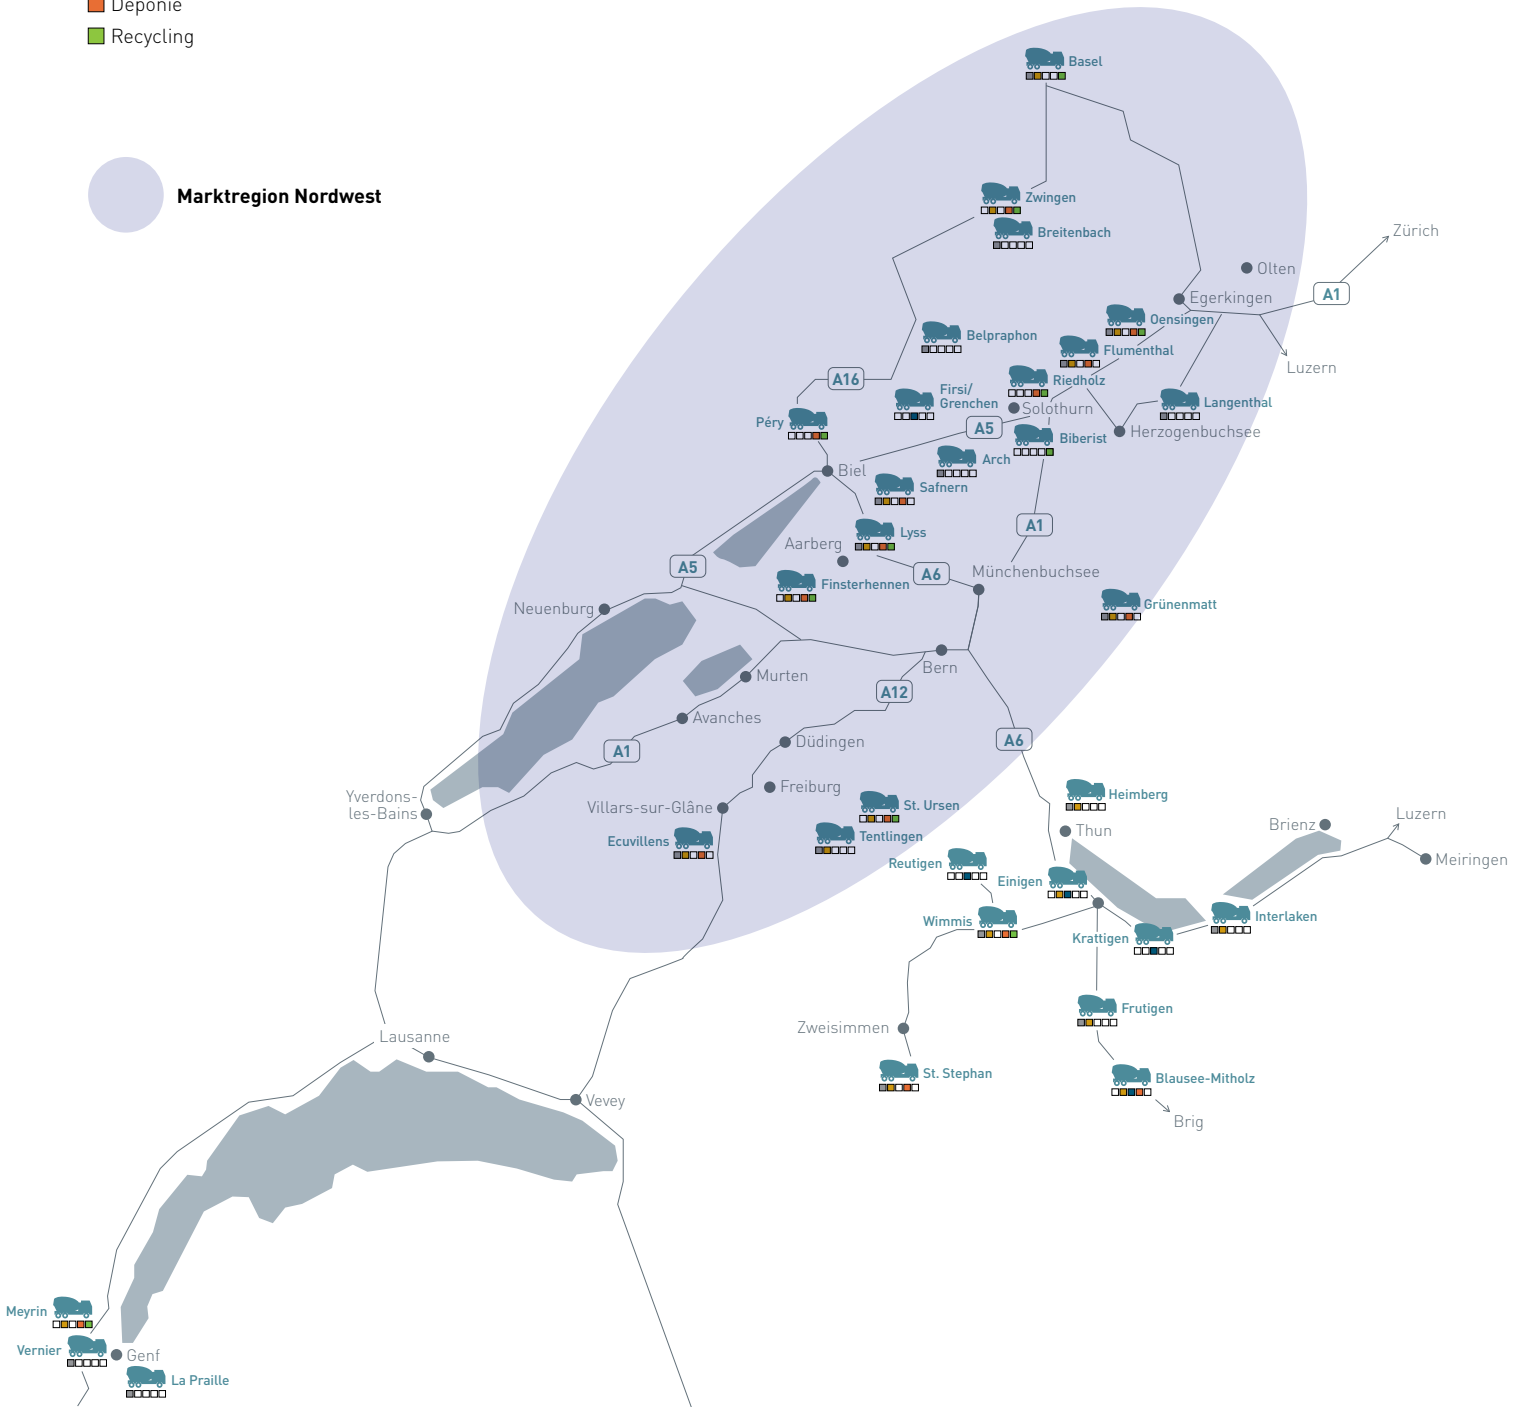 Deponie
Recycling
Marktregion Nordwest
Basel
Zwingen
Breitenbach
Zürich
Olten
A1
Egerkingen
Oensingen
Belpraphon
Flumenthal
Luzern
A16
Riedholz
Firsi/
Grenchen
Langenthal
Solothurn
Péry
A5
Herzogenbuchsee
Biberist
Arch
Biel
Safnern
A1
Lyss
Aarberg
A5
A6
Münchenbuchsee
Finsterhennen
Grünenmatt
Neuenburg
Bern
Murten
A12
Avanches
A6
Düdingen
A1
Freiburg
Heimberg
Yverdons-
les-Bains
Villars-sur-Glâne
St. Ursen
Luzern
Brienz
Thun
Tentlingen
Ecuvillens
Meiringen
Reutigen
Einigen
Interlaken
Wimmis
Krattigen
Frutigen
Zweisimmen
Lausanne
St. Stephan
Blausee-Mitholz
Vevey
Brig
Meyrin
Vernier
Genf
La Praille